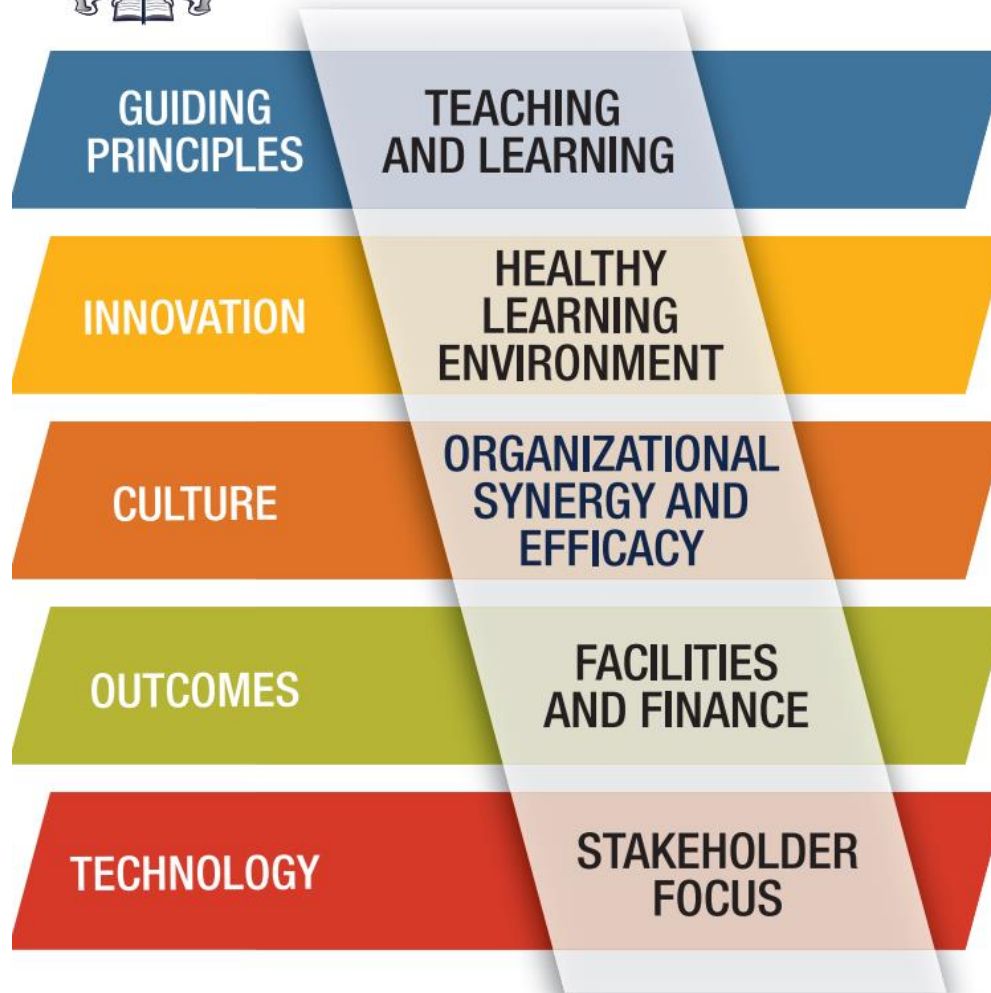 GUIDING
PRINCIPLES
TEACHING
AND LEARNING
INNOVATION
HEALTHY
LEARNING
ENVIRONMENT
CULTURE
ORGANIZATIONAL
SYNERGY AND
EFFICACY
OUTCOMES
FACILITIES
AND FINANCE
TECHNOLOGY
STAKEHOLDER
FOCUS